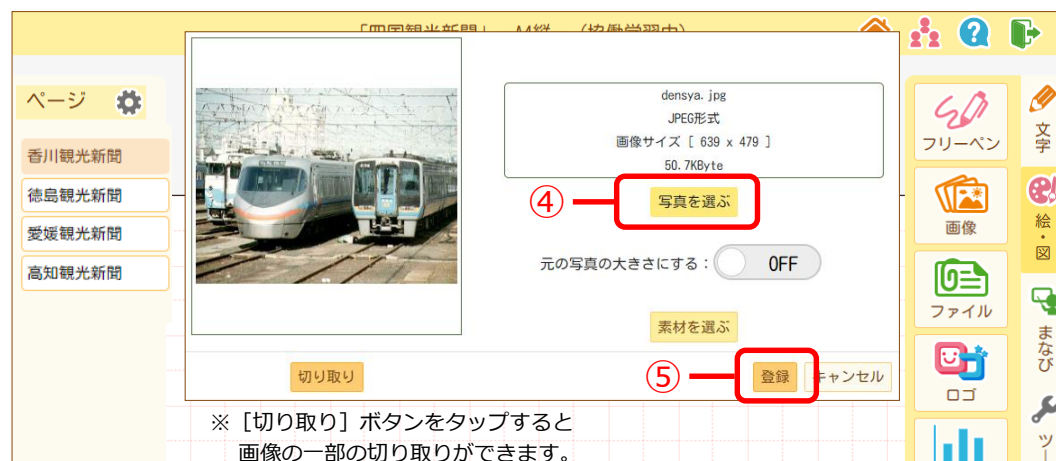 「四国観光新聞」 A4縦 (協働学習中)
ページ
香川観光新聞
徳島観光新聞
愛媛観光新聞
高知観光新聞
densya.jpg
JPEG形式
画像サイズ [ 639 x 479 ]
50.7KByte
④
写真を選ぶ
元の写真の大きさにする:
OFF
素材を選ぶ
切り取り
⑤
登録
キャンセル
※［切り取り］ボタンをタップすると
画像の一部の切り取りができます。
フリーペン
画像
ファイル
ロゴ
文字
絵・図
まなび
ツー